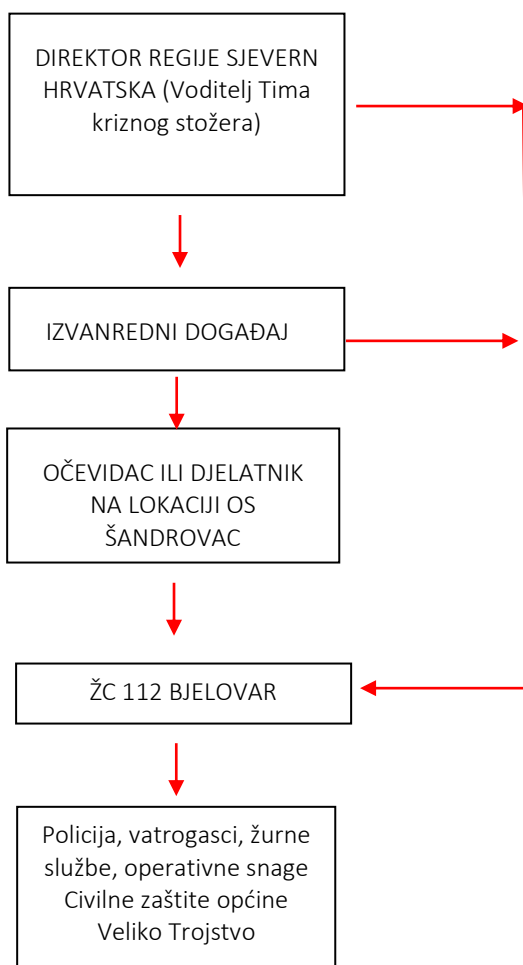 DIREKTOR REGIJE SJEVERN
HRVATSKA (Voditelj Tima
kriznog stožera)
IZVANREDNI DOGAĐAJ
OČEVIDAC ILI DJELATNIK
NA LOKACIJI OS
ŠANDROVAC
ŽC 112 BJELOVAR
Policija, vatrogasci, žurne
službe, operativne snage
Civilne zaštite općine
Veliko Trojstvo